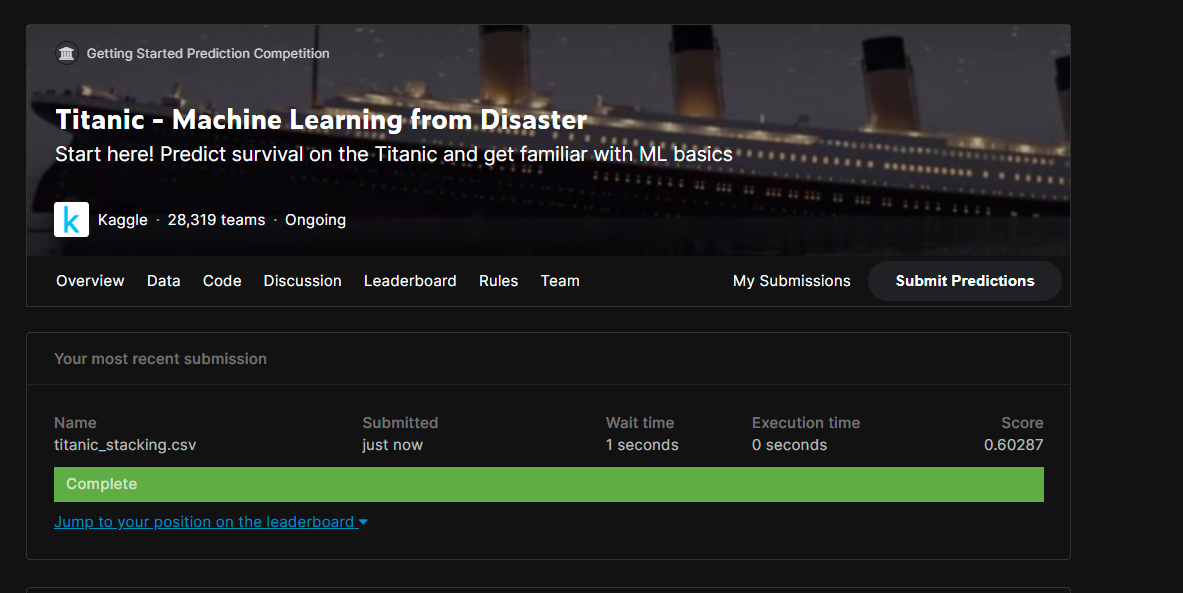 Getting Started Prediction Competition
Titanic - Machine Learning from Disaster
Start here! Predict survival on the Titanic and get familiar with ML basics
k Kaggle · 28,319 teams · Ongoing
Overview Data Code Discussion Leaderboard Rules Team My Submissions Submit Predictions
Your most recent submission
Name Submitted Wait time Execution time Score
titanic_stacking.csv just now 1 seconds 0 seconds 0.60287
Complete
Jump to your position on the leaderboard